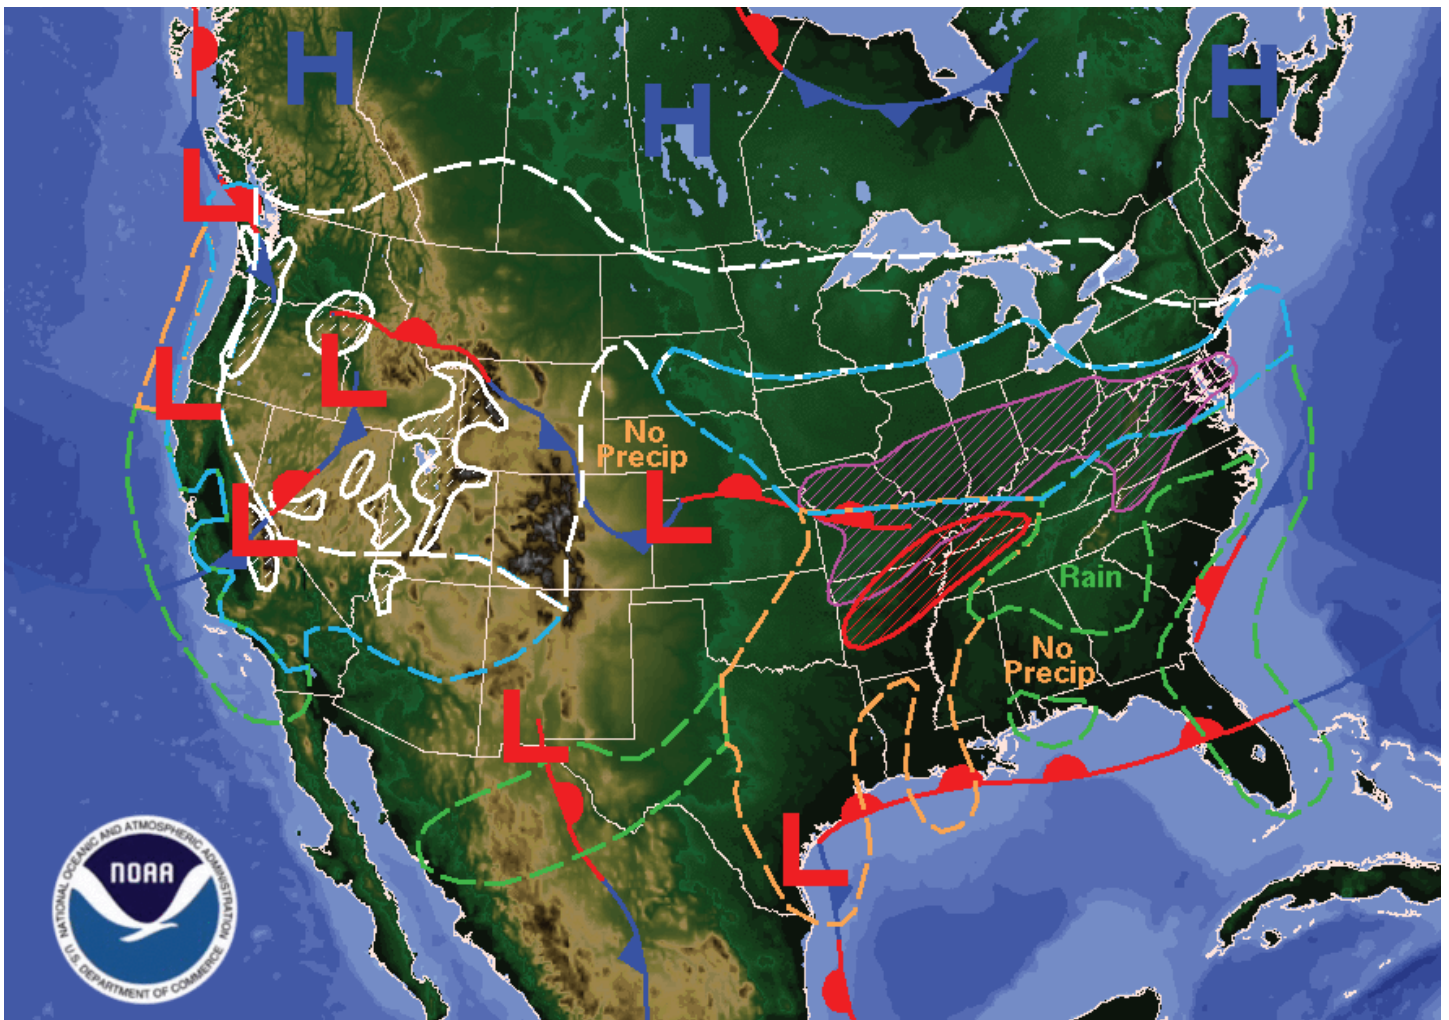 H
H
H
L
L
L
No
Precip
L
L
Rain
No
Precip
L
L
NATIONAL OCEANIC AND ATMOSPHERIC ADMINISTRATION
NOAA
U.S. DEPARTMENT OF COMMERCE